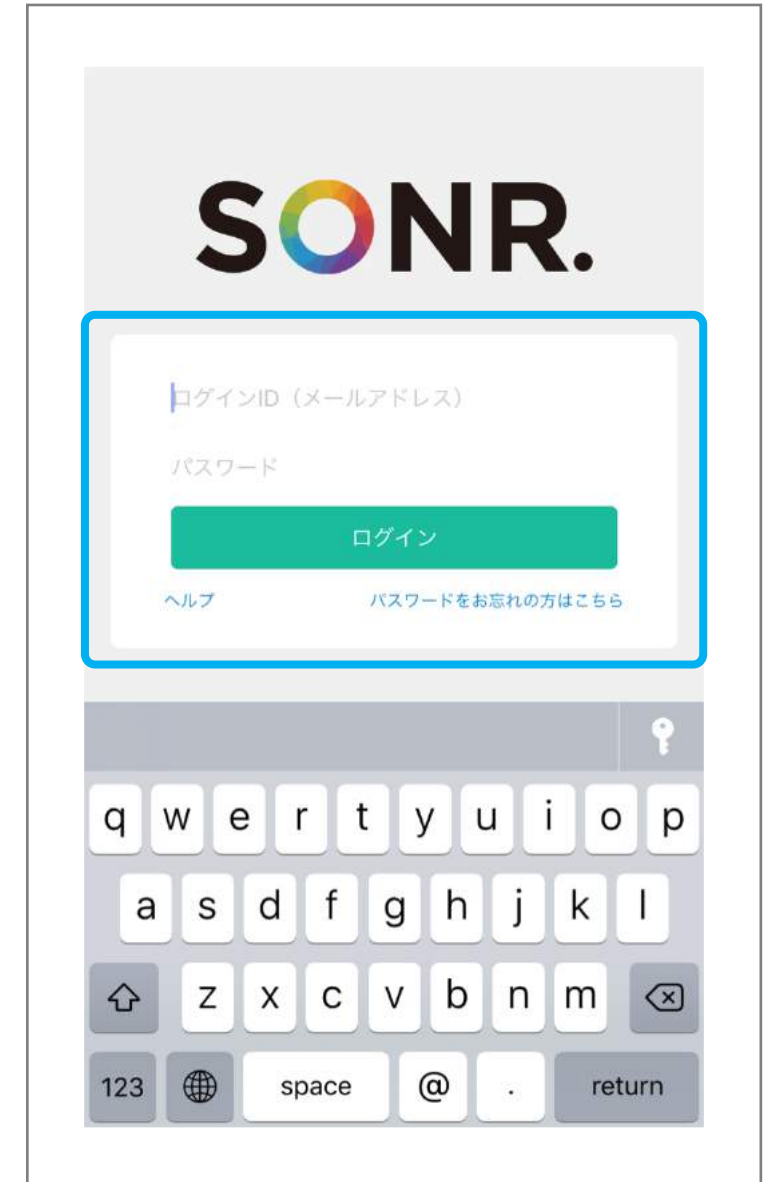 SONR.
ログインID（メールアドレス）
パスワード
ログイン
ヘルプ パスワードをお忘れの方はこちら
q w e r t y u i o p
a s d f g h j k l
z x c v b n m
123 space @ . return